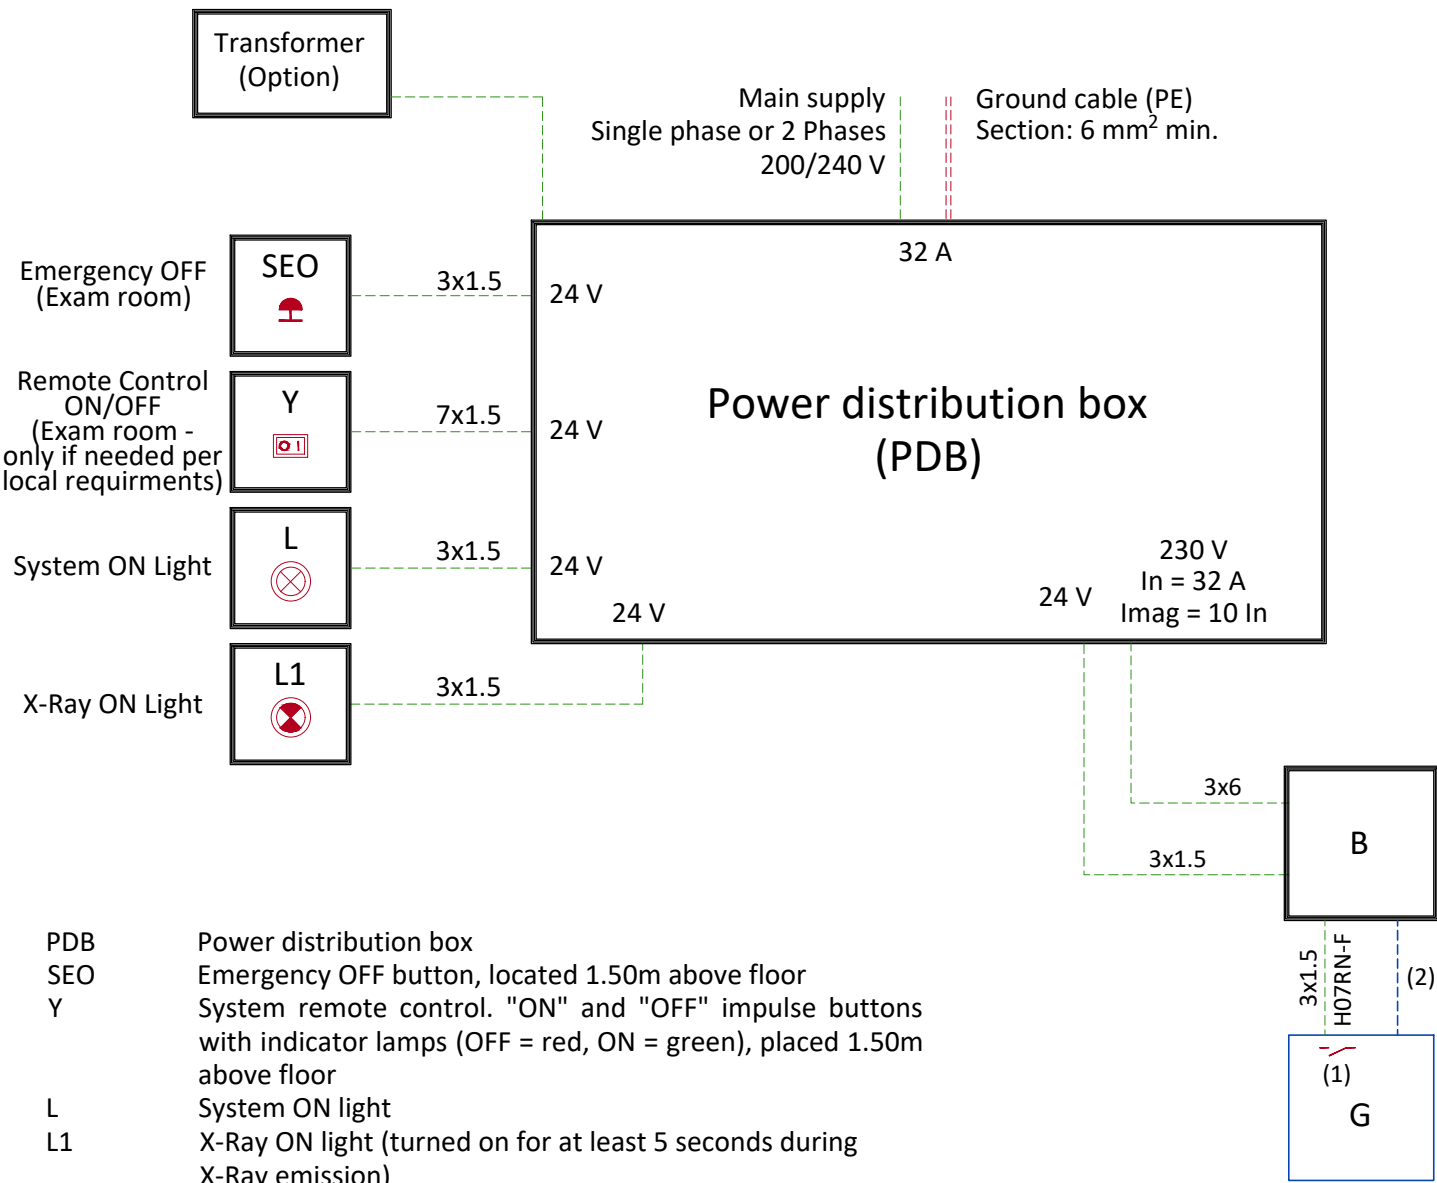 Transformer
(Option)
Main supply
Single phase or 2 Phases
200/240 V
Ground cable (PE)
Section: 6 mm² min.
32 A
Emergency OFF
(Exam room)
SEO
3x1.5
24 V
Remote Control
ON/OFF
(Exam room -
only if needed per
local requirments)
Y
7x1.5
24 V
Power distribution box
(PDB)
System ON Light
L
3x1.5
24 V
24 V
24 V
230 V
In = 32 A
Imag = 10 In
X-Ray ON Light
L1
3x1.5
3x6
3x1.5
B
3x1.5
H07RN-F
(2)
(1)
G
PDB Power distribution box
SEO Emergency OFF button, located 1.50m above floor
Y System remote control. "ON" and "OFF" impulse buttons
with indicator lamps (OFF = red, ON = green), placed 1.50m
above floor
L System ON light
L1 X-Ray ON light (turned on for at least 5 seconds during
X-Ray emission)